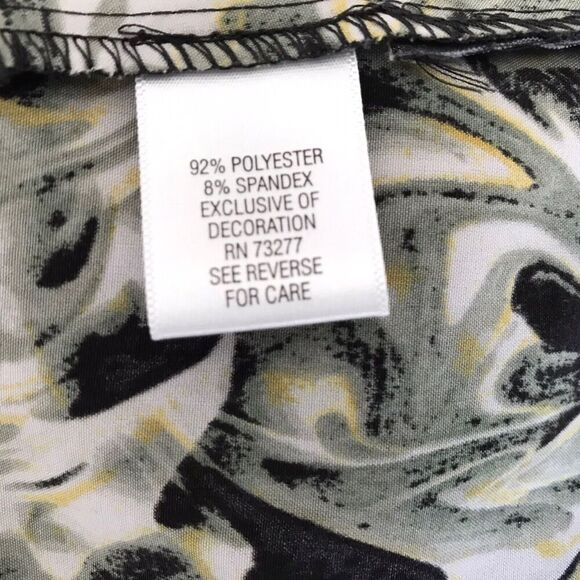 92% POLYESTER
8% SPANDEX
EXCLUSIVE OF
DECORATION
RN 73277
SEE REVERSE
FOR CARE